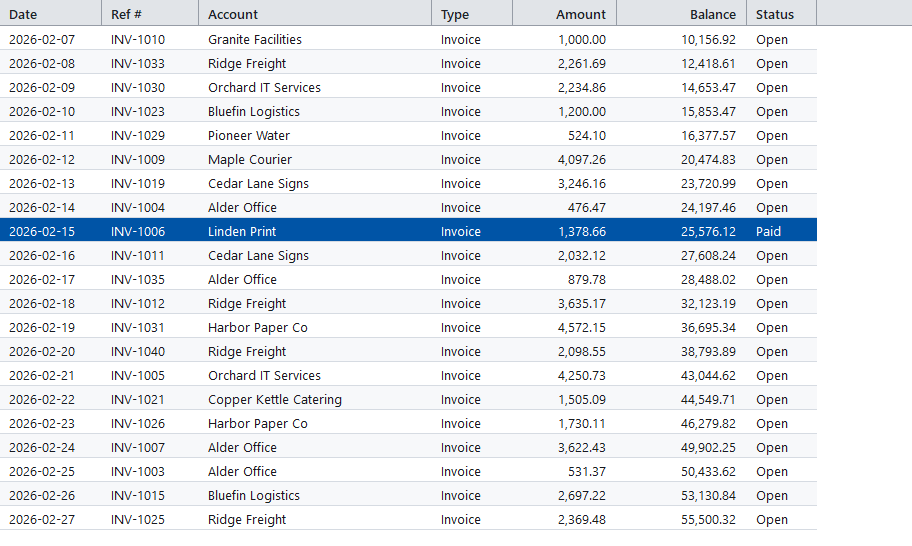 Date Ref # Account Type Amount Balance Status
2026-02-07 INV-1010 Granite Facilities Invoice 1,000.00 10,156.92 Open
2026-02-08 INV-1033 Ridge Freight Invoice 2,261.69 12,418.61 Open
2026-02-09 INV-1030 Orchard IT Services Invoice 2,234.86 14,653.47 Open
2026-02-10 INV-1023 Bluefin Logistics Invoice 1,200.00 15,853.47 Open
2026-02-11 INV-1029 Pioneer Water Invoice 524.10 16,377.57 Open
2026-02-12 INV-1009 Maple Courier Invoice 4,097.26 20,474.83 Open
2026-02-13 INV-1019 Cedar Lane Signs Invoice 3,246.16 23,720.99 Open
2026-02-14 INV-1004 Alder Office Invoice 476.47 24,197.46 Open
2026-02-15 INV-1006 Linden Print Invoice 1,378.66 25,576.12 Paid
2026-02-16 INV-1011 Cedar Lane Signs Invoice 2,032.12 27,608.24 Open
2026-02-17 INV-1035 Alder Office Invoice 879.78 28,488.02 Open
2026-02-18 INV-1012 Ridge Freight Invoice 3,635.17 32,123.19 Open
2026-02-19 INV-1031 Harbor Paper Co Invoice 4,572.15 36,695.34 Open
2026-02-20 INV-1040 Ridge Freight Invoice 2,098.55 38,793.89 Open
2026-02-21 INV-1005 Orchard IT Services Invoice 4,250.73 43,044.62 Open
2026-02-22 INV-1021 Copper Kettle Catering Invoice 1,505.09 44,549.71 Open
2026-02-23 INV-1026 Harbor Paper Co Invoice 1,730.11 46,279.82 Open
2026-02-24 INV-1007 Alder Office Invoice 3,622.43 49,902.25 Open
2026-02-25 INV-1003 Alder Office Invoice 531.37 50,433.62 Open
2026-02-26 INV-1015 Bluefin Logistics Invoice 2,697.22 53,130.84 Open
2026-02-27 INV-1025 Ridge Freight Invoice 2,369.48 55,500.32 Open